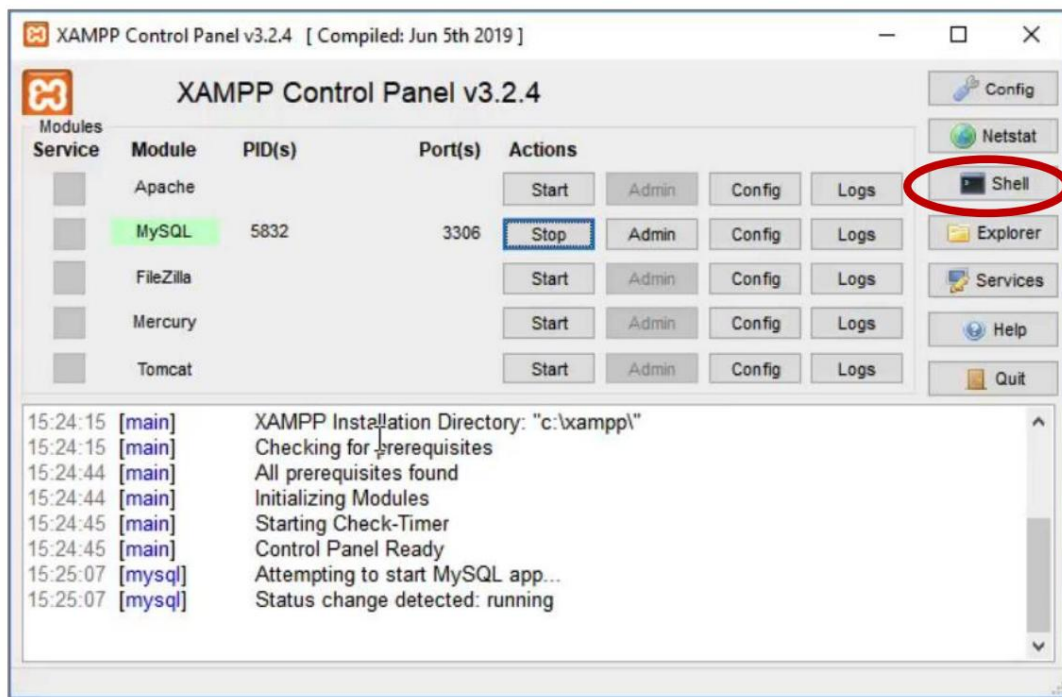 XAMPP Control Panel v3.2.4 [ Compiled: Jun 5th 2019 ]
XAMPP Control Panel v3.2.4
Config
Modules
Service Module PID(s) Port(s) Actions
Netstat
Apache Start Admin Config Logs
Shell
MySQL 5832 3306 Stop Admin Config Logs
Explorer
FileZilla Start Admin Config Logs
Services
Mercury Start Admin Config Logs
Help
Tomcat Start Admin Config Logs
Quit
15:24:15 [main] XAMPP Installation Directory: "c:\xampp\"
15:24:15 [main] Checking for prerequisites
15:24:44 [main] All prerequisites found
15:24:44 [main] Initializing Modules
15:24:45 [main] Starting Check-Timer
15:24:45 [main] Control Panel Ready
15:25:07 [mysql] Attempting to start MySQL app...
15:25:07 [mysql] Status change detected: running